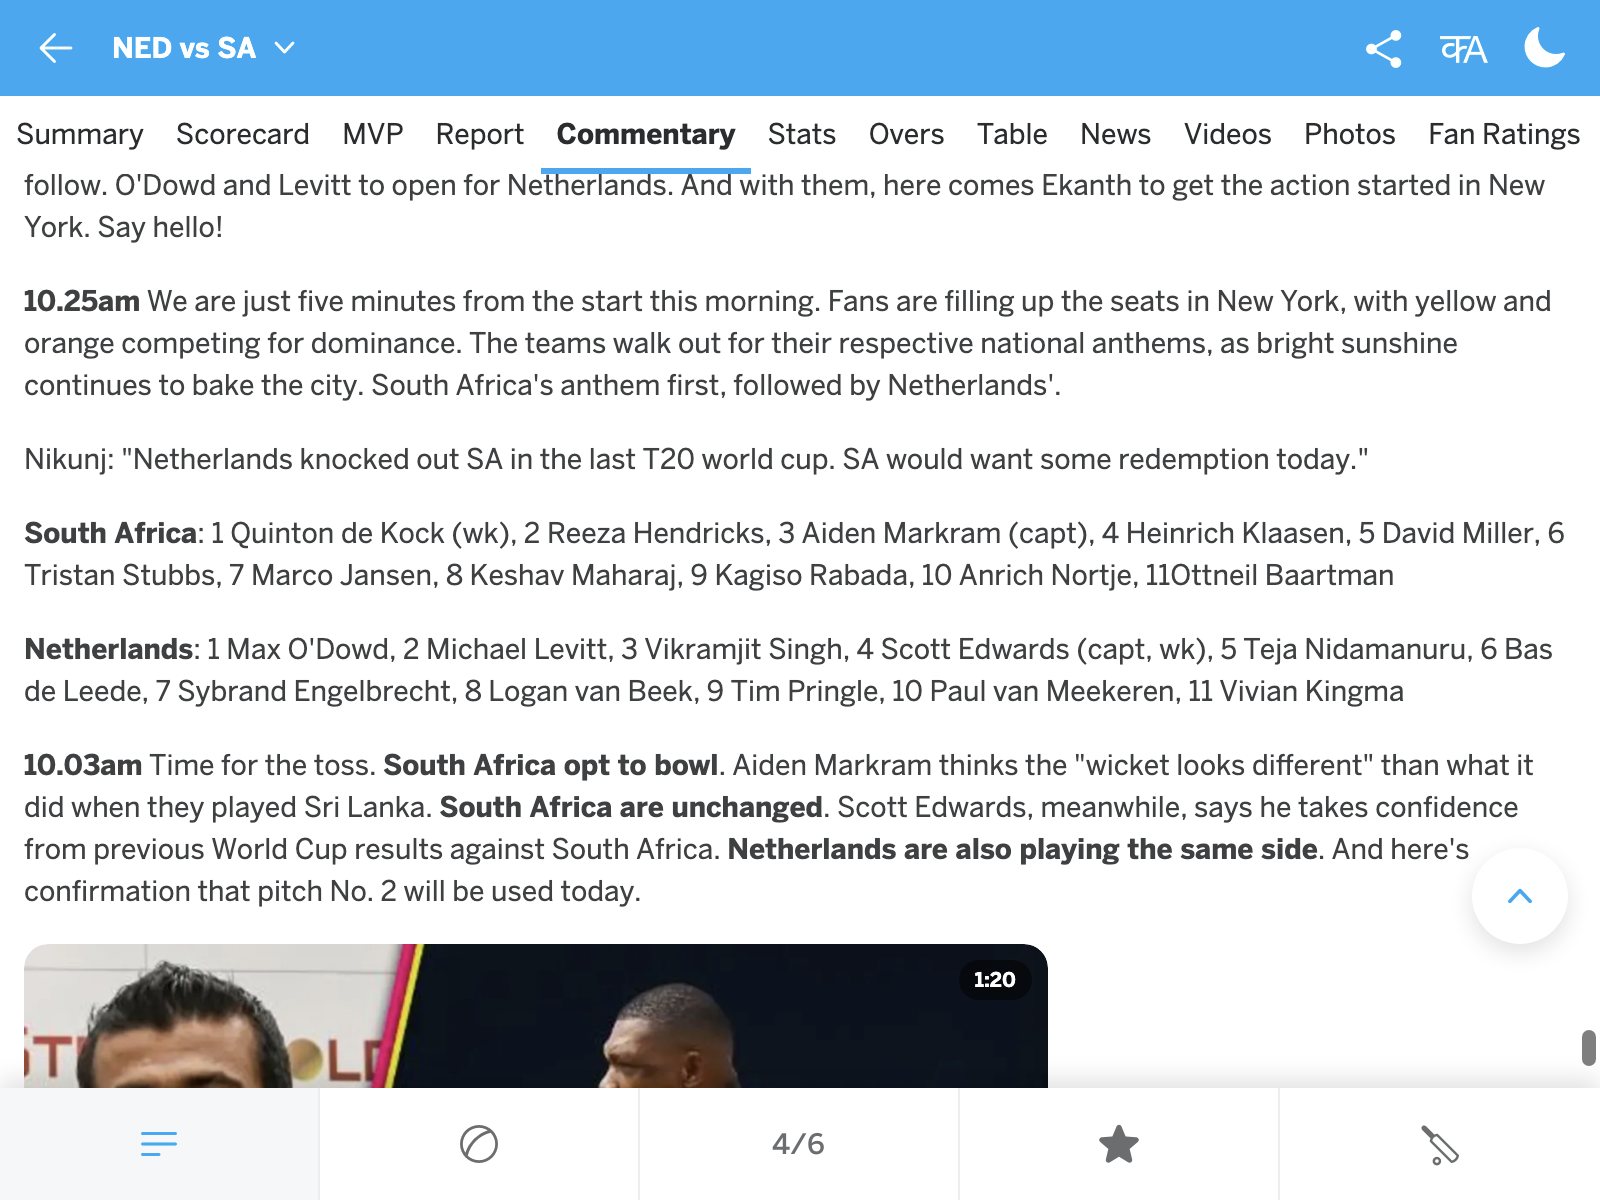 NED vs SA
काA
Summary Scorecard MVP Report Commentary Stats Overs Table News Videos Photos Fan Ratings
follow. O'Dowd and Levitt to open for Netherlands. And with them, here comes Ekanth to get the action started in New
York. Say hello!
10.25am We are just five minutes from the start this morning. Fans are filling up the seats in New York, with yellow and
orange competing for dominance. The teams walk out for their respective national anthems, as bright sunshine
continues to bake the city. South Africa's anthem first, followed by Netherlands'.
Nikunj: "Netherlands knocked out SA in the last T20 world cup. SA would want some redemption today."
South Africa: 1 Quinton de Kock (wk), 2 Reeza Hendricks, 3 Aiden Markram (capt), 4 Heinrich Klaasen, 5 David Miller, 6
Tristan Stubbs, 7 Marco Jansen, 8 Keshav Maharaj, 9 Kagiso Rabada, 10 Anrich Nortje, 11Ottneil Baartman
Netherlands: 1 Max O'Dowd, 2 Michael Levitt, 3 Vikramjit Singh, 4 Scott Edwards (capt, wk), 5 Teja Nidamanuru, 6 Bas
de Leede, 7 Sybrand Engelbrecht, 8 Logan van Beek, 9 Tim Pringle, 10 Paul van Meekeren, 11 Vivian Kingma
10.03am Time for the toss. South Africa opt to bowl. Aiden Markram thinks the "wicket looks different" than what it
did when they played Sri Lanka. South Africa are unchanged. Scott Edwards, meanwhile, says he takes confidence
from previous World Cup results against South Africa. Netherlands are also playing the same side. And here's
confirmation that pitch No. 2 will be used today.
1:20
4/6